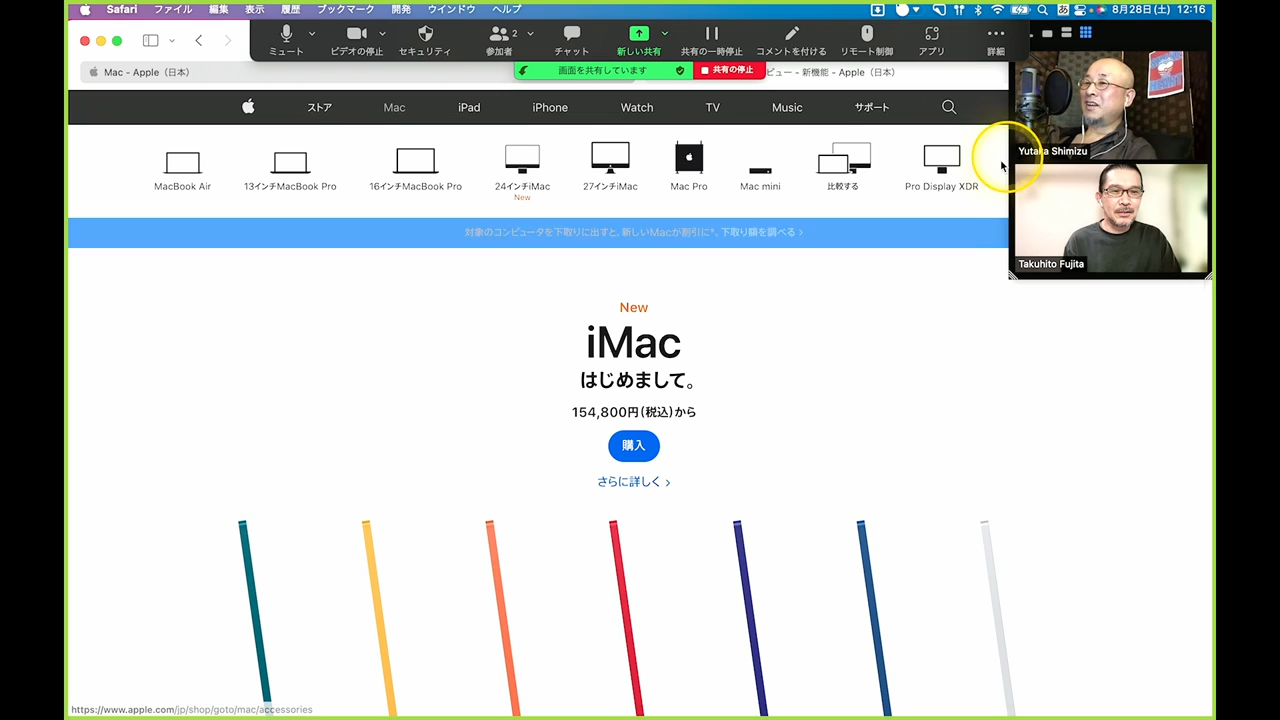 Safari ファイル 編集 表示 履歴 ブックマーク 開発 ウインドウ ヘルプ あ 8月28日(土) 12:16
ミュート ビデオの停止 セキュリティ 参加者 2 チャット 新しい共有 共有の一時停止 コメントを付ける リモート制御 アプリ 詳細
画面を共有しています 共有の停止
Mac - Apple（日本） ビュー - 新機能 - Apple（日本）
ストア Mac iPad iPhone Watch TV Music サポート
Yutaka Shimizu
MacBook Air 13インチMacBook Pro 16インチMacBook Pro 24インチiMac 27インチiMac Mac Pro Mac mini 比較する Pro Display XDR
New
対象のコンピュータを下取りに出すと、新しいMacが割引に*。下取り額を調べる >
Takuhito Fujita
New
iMac
はじめまして。
154,800円（税込）から
購入
さらに詳しく >
https://www.apple.com/jp/shop/goto/mac/accessories